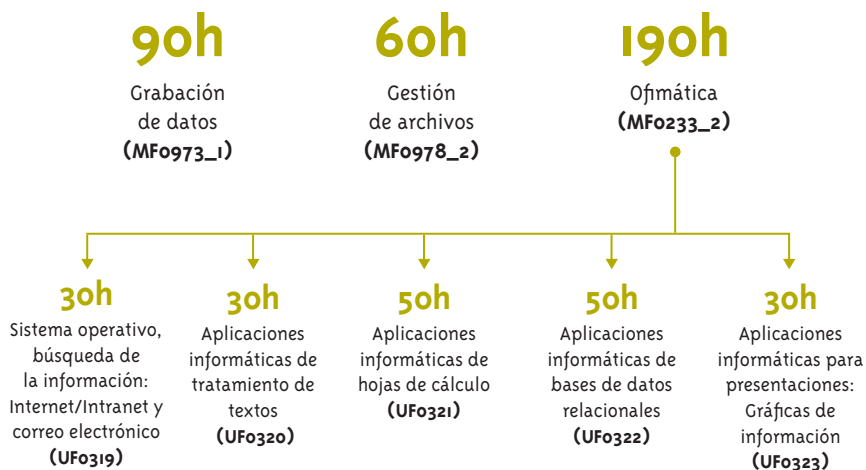 90h
Grabación
de datos
(MF0973_1)
60h
Gestión
de archivos
(MF0978_2)
190h
Ofimática
(MF0233_2)
30h
Sistema operativo,
búsqueda de
la información:
Internet/Intranet y
correo electrónico
(UF0319)
30h
Aplicaciones
informáticas de
tratamiento de
textos
(UF0320)
50h
Aplicaciones
informáticas de
hojas de cálculo
(UF0321)
50h
Aplicaciones
informáticas de
bases de datos
relacionales
(UF0322)
30h
Aplicaciones
informáticas para
presentaciones:
Gráficas de
información
(UF0323)